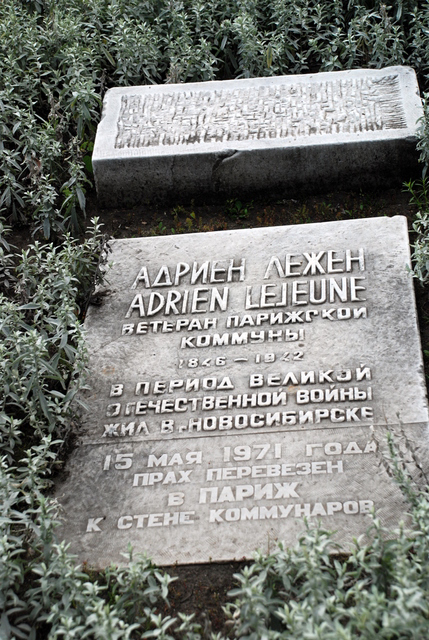 АДРИЕН ЛЕЖЕН
ADRIEN LEJEUNE
ВЕТЕРАН ПАРИЖСКОЙ
КОММУНЫ
1846 — 1942
В ПЕРИОД ВЕЛИКОЙ
ОТЕЧЕСТВЕННОЙ ВОЙНЫ
ЖИЛ В НОВОСИБИРСКЕ
15 МАЯ 1971 ГОДА
ПРАХ ПЕРЕВЕЗЕН
В ПАРИЖ
К СТЕНЕ КОММУНАРОВ